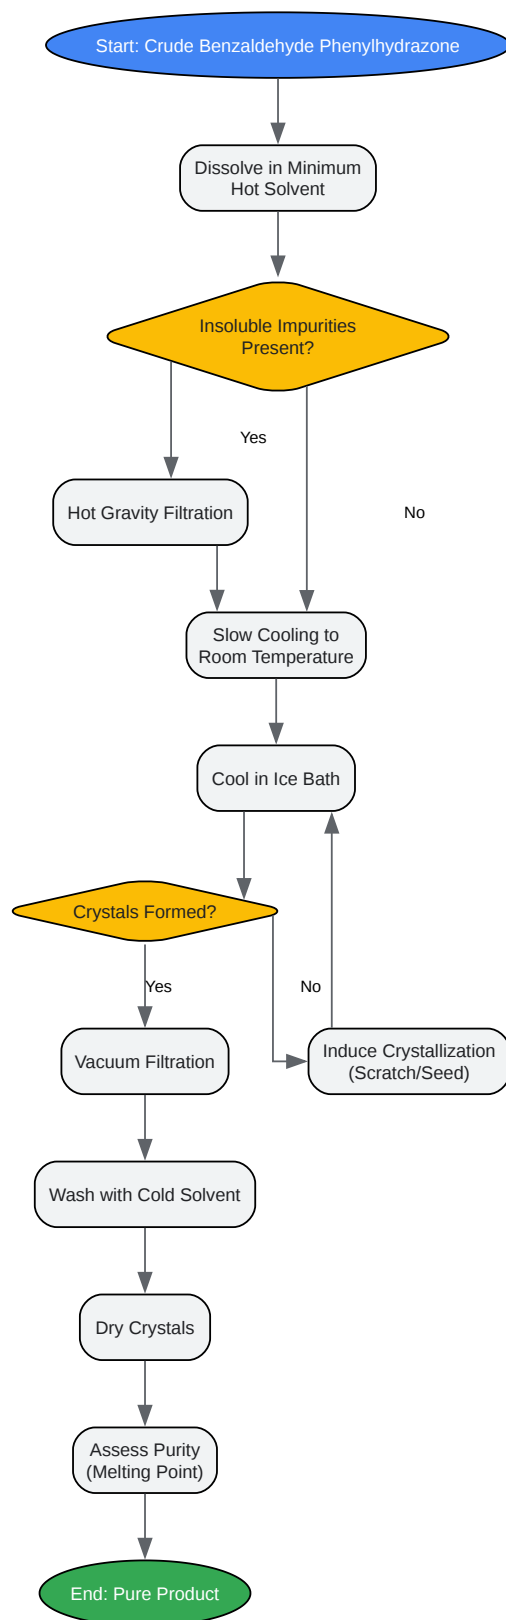 Start: Crude Benzaldehyde Phenylhydrazone
Dissolve in Minimum
Hot Solvent
Insoluble Impurities
Present?
Yes
Hot Gravity Filtration
No
Slow Cooling to
Room Temperature
Cool in Ice Bath
Crystals Formed?
Yes
No
Vacuum Filtration
Induce Crystallization
(Scratch/Seed)
Wash with Cold Solvent
Dry Crystals
Assess Purity
(Melting Point)
End: Pure Product